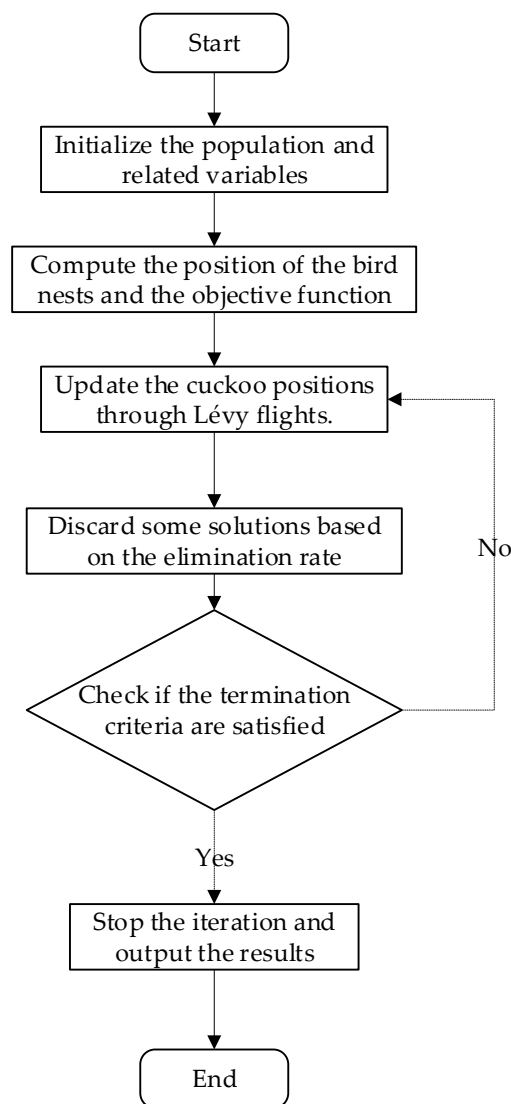 Start
Initialize the population and
related variables
Compute the position of the bird
nests and the objective function
Update the cuckoo positions
through Lévy flights.
Discard some solutions based
on the elimination rate
No
Check if the termination
criteria are satisfied
Yes
Stop the iteration and
output the results
End